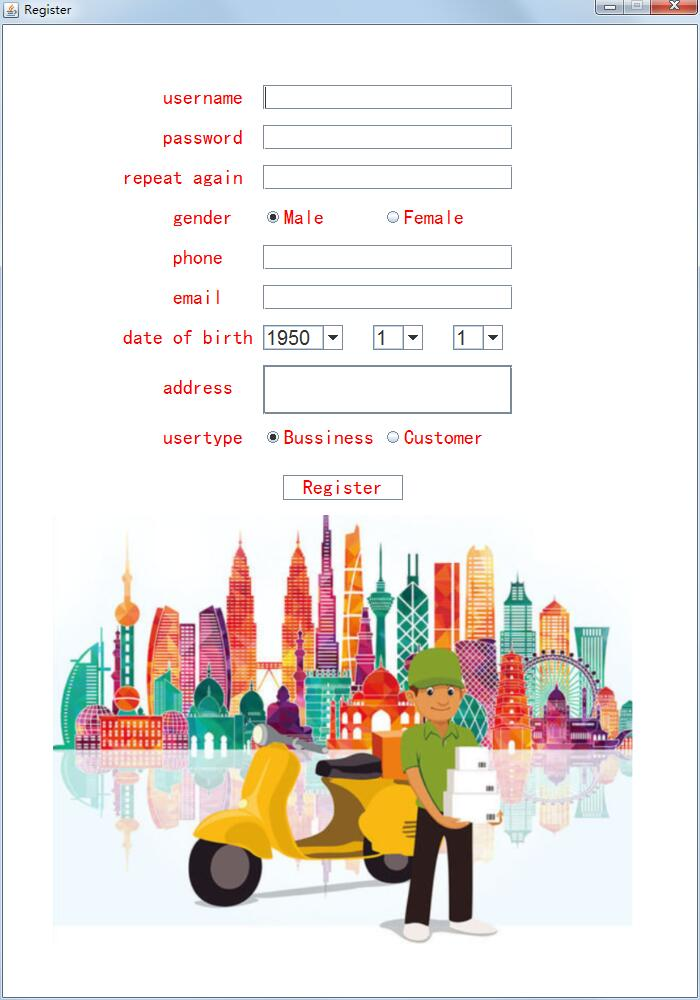 Register
username
password
repeat again
gender Male Female
phone
email
date of birth 1950 1 1
address
usertype Bussiness Customer
Register